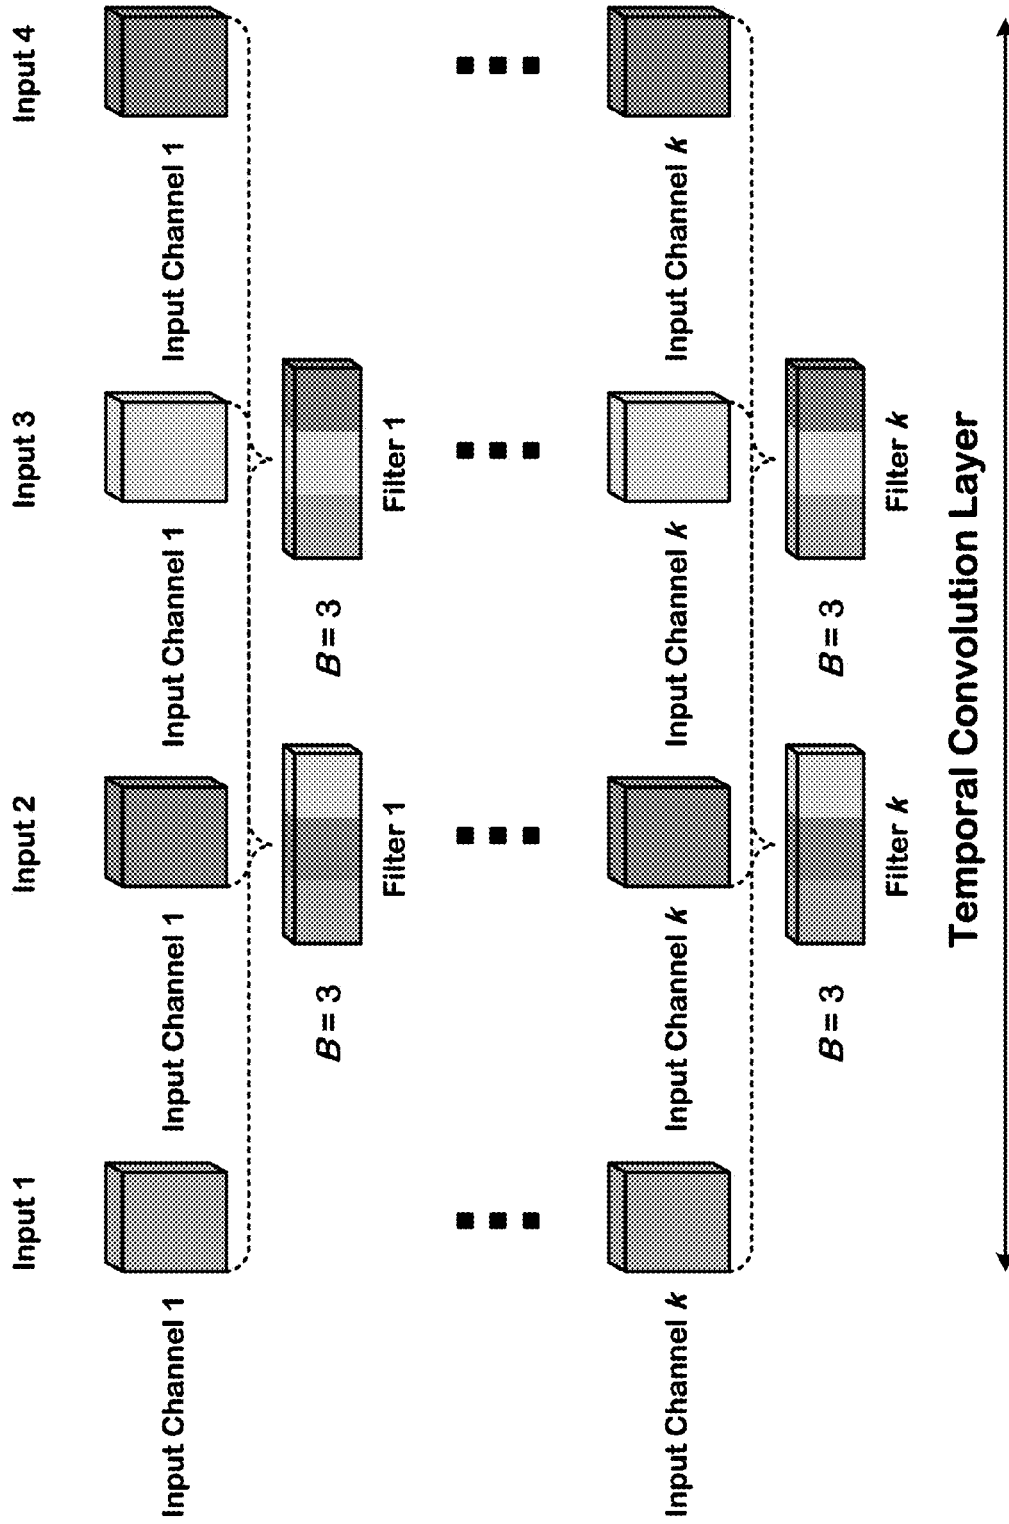 Input 1
Input 2
Input 3
Input 4
Input Channel 1
Input Channel 1
Input Channel 1
Input Channel 1
B = 3
B = 3
Filter 1
Filter 1
Input Channel k
Input Channel k
Input Channel k
Input Channel k
B = 3
B = 3
Filter k
Filter k
Temporal Convolution Layer